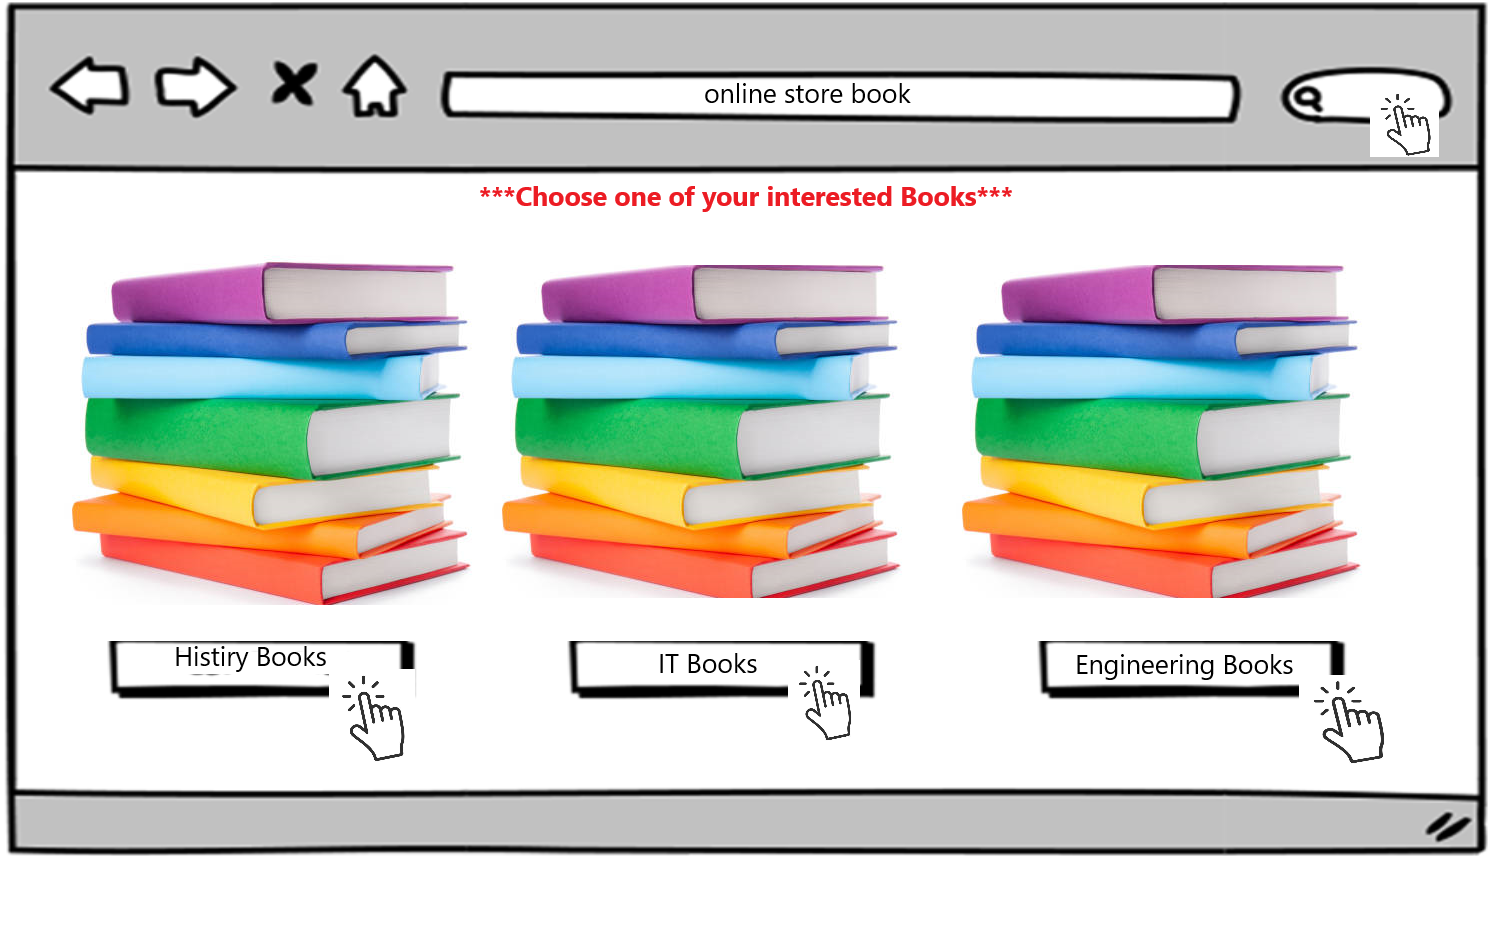 online store book
***Choose one of your interested Books***
Histiry Books
IT Books
Engineering Books